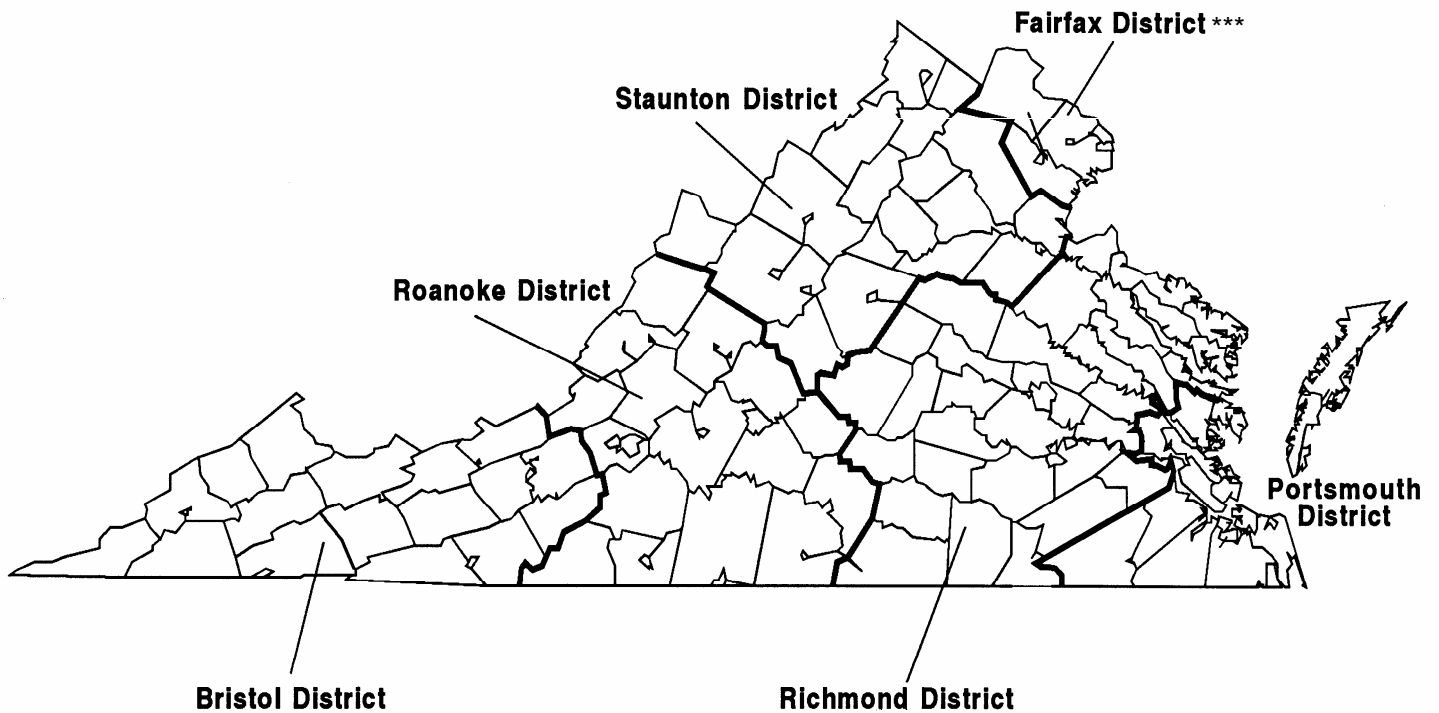 Fairfax District ***
Staunton District
Roanoke District
Portsmouth
District
Bristol District
Richmond District